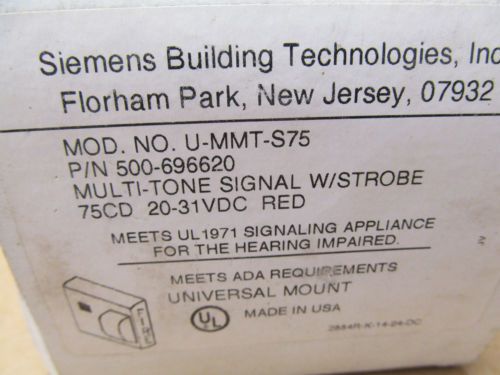 Siemens Building Technologies, Inc
Florham Park, New Jersey, 07932
MOD. NO. U-MMT-S75
P/N 500-696620
MULTI-TONE SIGNAL W/STROBE
75CD 20-31VDC RED
MEETS UL1971 SIGNALING APPLIANCE
FOR THE HEARING IMPAIRED.
MEETS ADA REQUIREMENTS
UNIVERSAL MOUNT
UL
MADE IN USA
FIRE